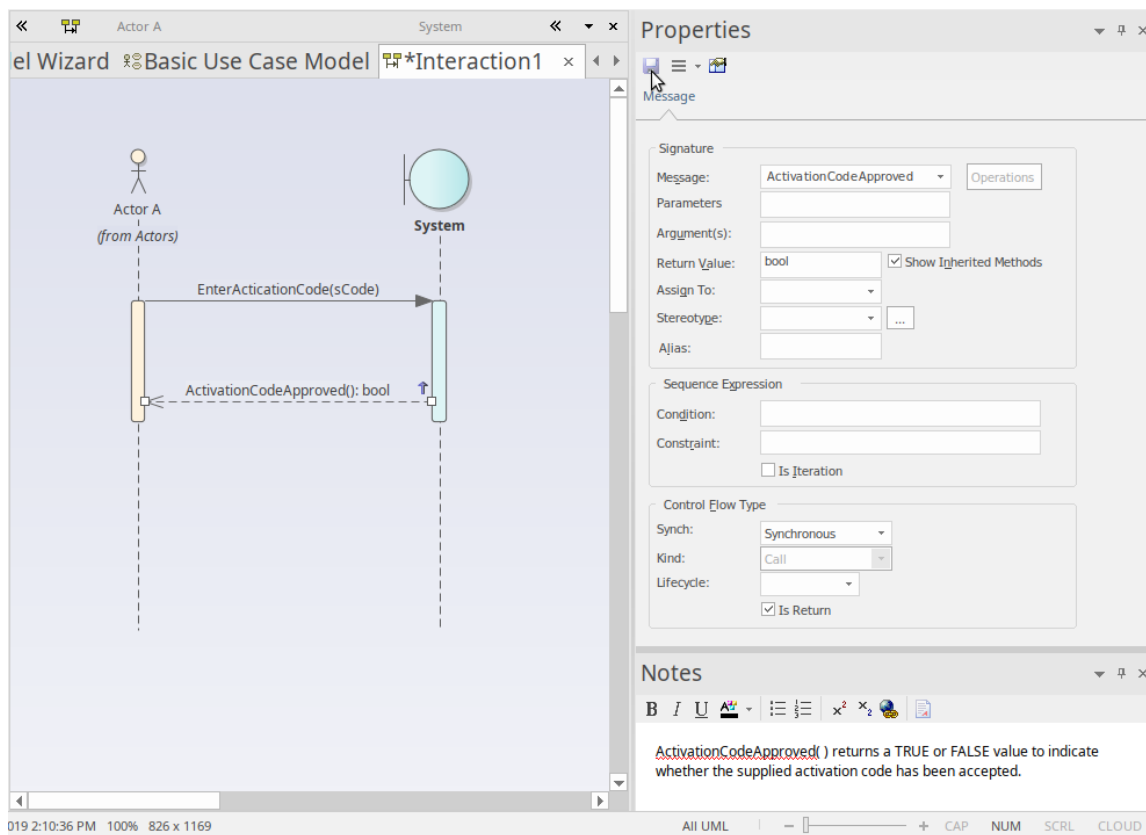 Actor A
System
el Wizard
Basic Use Case Model
*Interaction1
Actor A
(from Actors)
System
EnterActicationCode(sCode)
ActivationCodeApproved(): bool
019 2:10:36 PM 100% 826 x 1169
Properties
Message
Signature
Message: ActivationCodeApproved Operations
Parameters
Argument(s):
Return Value: bool Show Inherited Methods
Assign To:
Stereotype: ...
Alias:
Sequence Expression
Condition:
Constraint:
Is Iteration
Control Flow Type
Synch: Synchronous
Kind: Call
Lifecycle:
Is Return
Notes
B I U A x² x₂
ActivationCodeApproved( ) returns a TRUE or FALSE value to indicate
whether the supplied activation code has been accepted.
All UML CAP NUM SCRL CLOUD